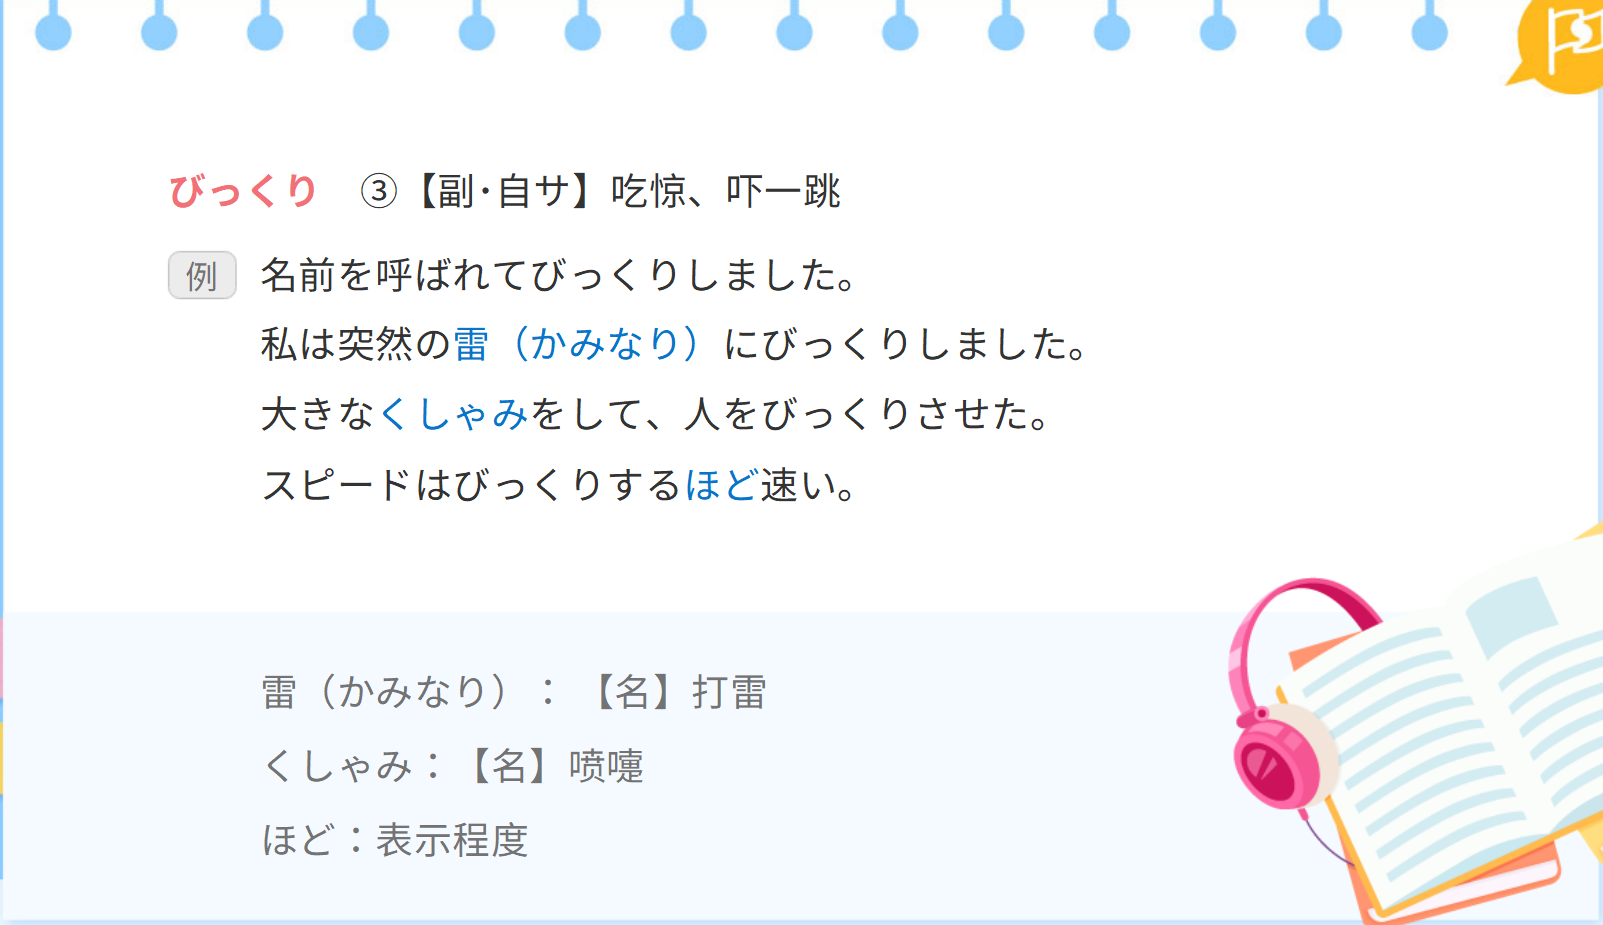 びっくり ③【副·自サ】吃惊、吓一跳
例 名前を呼ばれてびっくりしました。
私は突然の雷（かみなり）にびっくりしました。
大きなくしゃみをして、人をびっくりさせた。
スピードはびっくりするほど速い。
雷（かみなり）：【名】打雷
くしゃみ：【名】喷嚏
ほど：表示程度